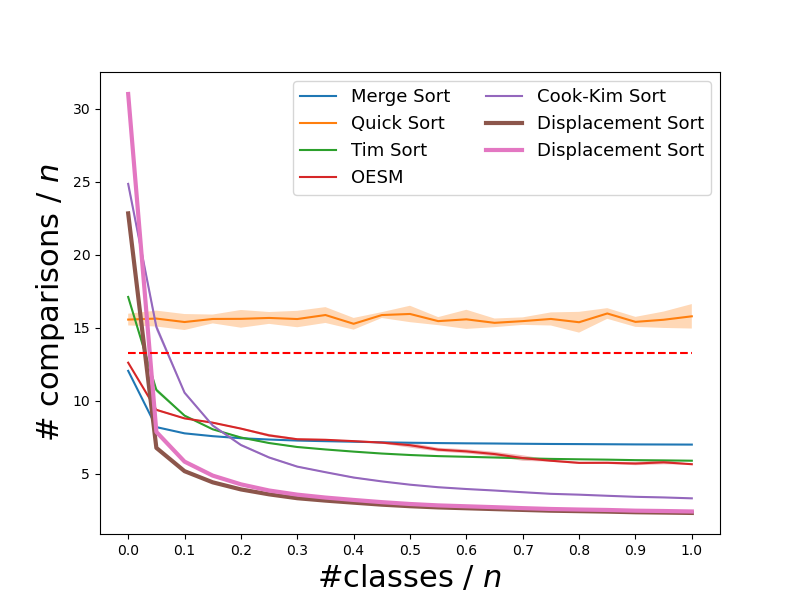 30
25
20
15
10
5
# comparisons / n
Merge Sort
Quick Sort
Tim Sort
OESM
Cook-Kim Sort
Displacement Sort
Displacement Sort
0.0 0.1 0.2 0.3 0.4 0.5 0.6 0.7 0.8 0.9 1.0
#classes / n